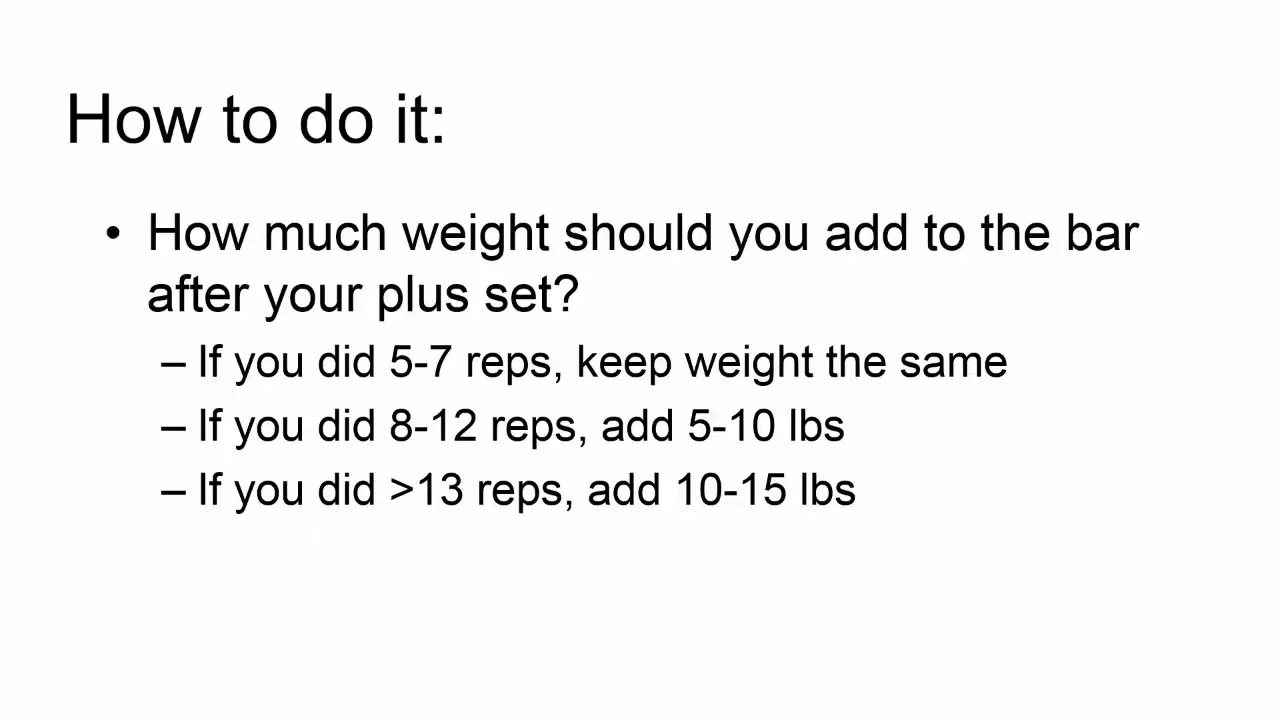 How to do it:
• How much weight should you add to the bar
after your plus set?
– If you did 5-7 reps, keep weight the same
– If you did 8-12 reps, add 5-10 lbs
– If you did >13 reps, add 10-15 lbs